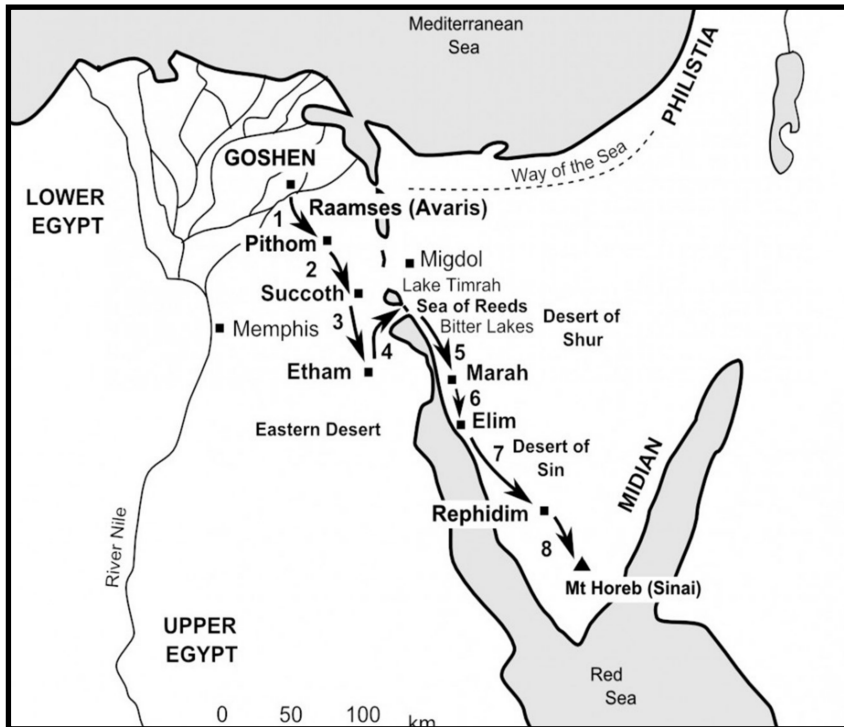 Mediterranean
Sea
PHILISTIA
Way of the Sea
GOSHEN
LOWER
EGYPT
Raamses (Avaris)
1
Pithom
2
Migdol
Lake Timrah
Succoth
Sea of Reeds
Bitter Lakes
Desert of
Shur
Memphis
3
4
5
Etham
Marah
6
Elim
Eastern Desert
7
Desert of
Sin
MIDIAN
Rephidim
8
Mt Horeb (Sinai)
River Nile
UPPER
EGYPT
Red
Sea
0 50 100 km